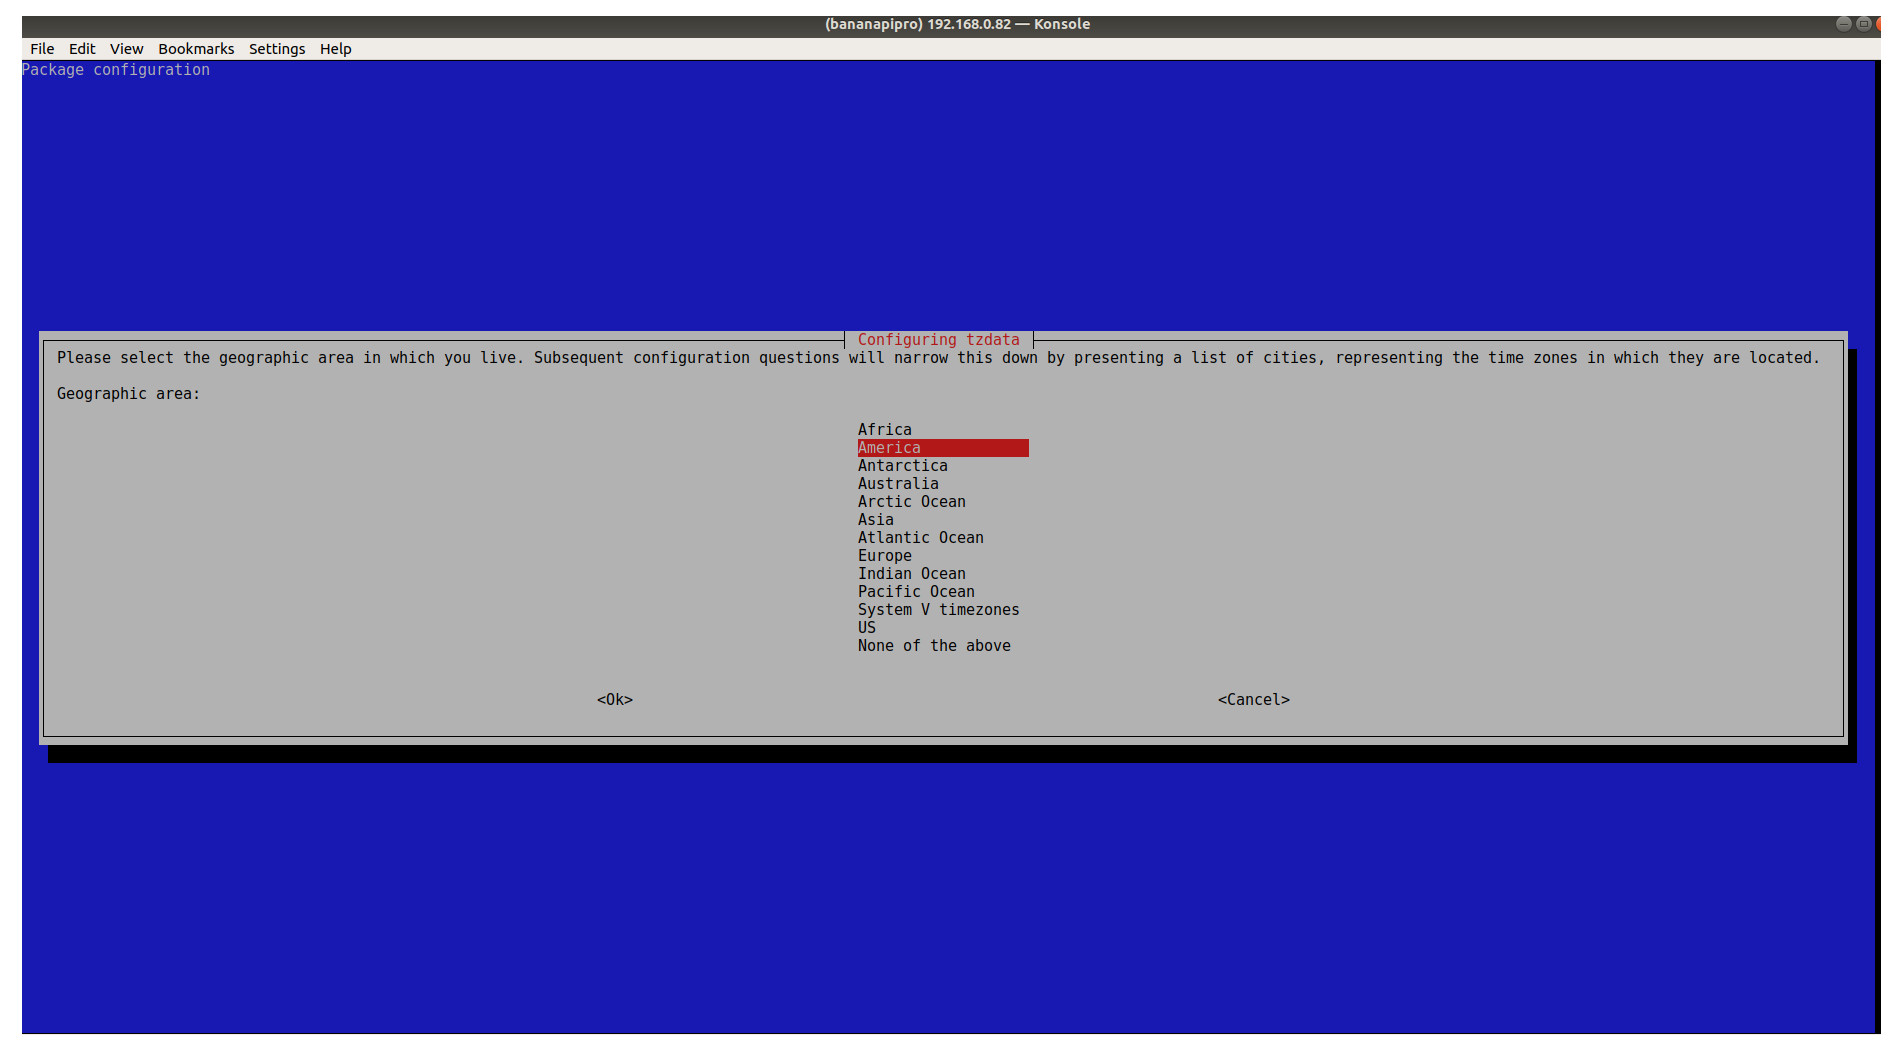 (bananapipro) 192.168.0.82 — Konsole
File Edit View Bookmarks Settings Help
Package configuration
Configuring tzdata
Please select the geographic area in which you live. Subsequent configuration questions will narrow this down by presenting a list of cities, representing the time zones in which they are located.
Geographic area:
Africa
America
Antarctica
Australia
Arctic Ocean
Asia
Atlantic Ocean
Europe
Indian Ocean
Pacific Ocean
System V timezones
US
None of the above
<Ok> <Cancel>